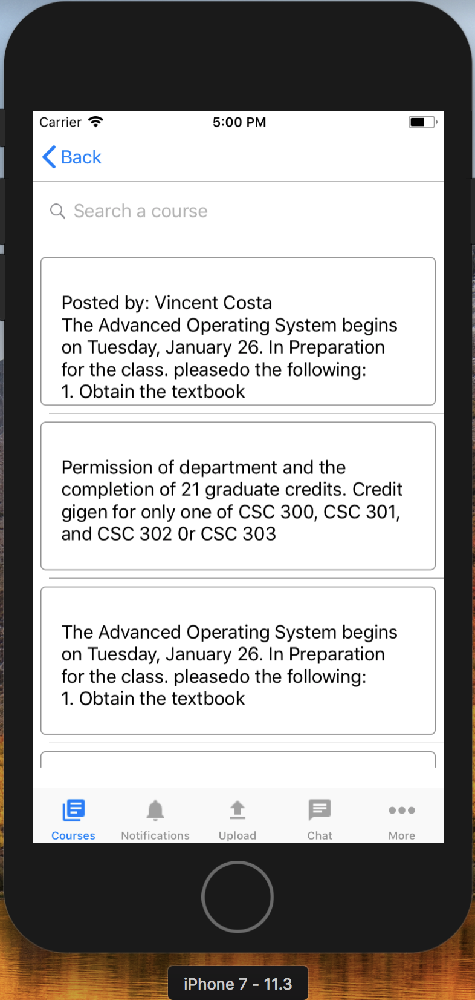 Carrier
5:00 PM
Back
Search a course
Posted by: Vincent Costa
The Advanced Operating System begins
on Tuesday, January 26. In Preparation
for the class. pleasedo the following:
1. Obtain the textbook
Permission of department and the
completion of 21 graduate credits. Credit
gigen for only one of CSC 300, CSC 301,
and CSC 302 0r CSC 303
The Advanced Operating System begins
on Tuesday, January 26. In Preparation
for the class. pleasedo the following:
1. Obtain the textbook
Courses
Notifications
Upload
Chat
More
iPhone 7 - 11.3